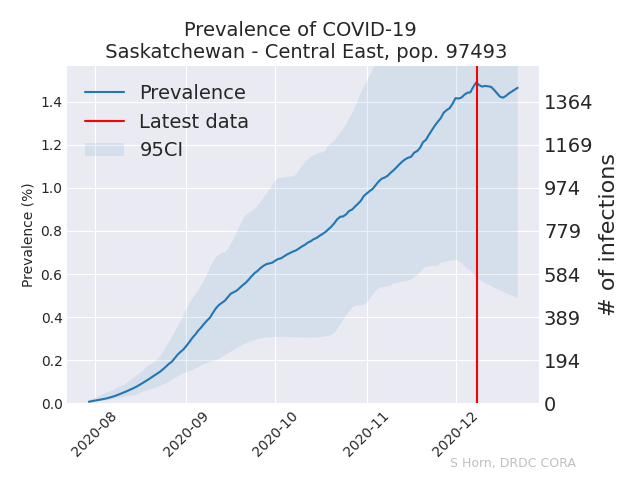 Prevalence of COVID-19
Saskatchewan - Central East, pop. 97493
Prevalence
Latest data
95CI
Prevalence (%)
1.4
1.2
1.0
0.8
0.6
0.4
0.2
0.0
1364
1169
974
779
584
389
194
0
# of infections
2020-08
2020-09
2020-10
2020-11
2020-12
S Horn, DRDC CORA